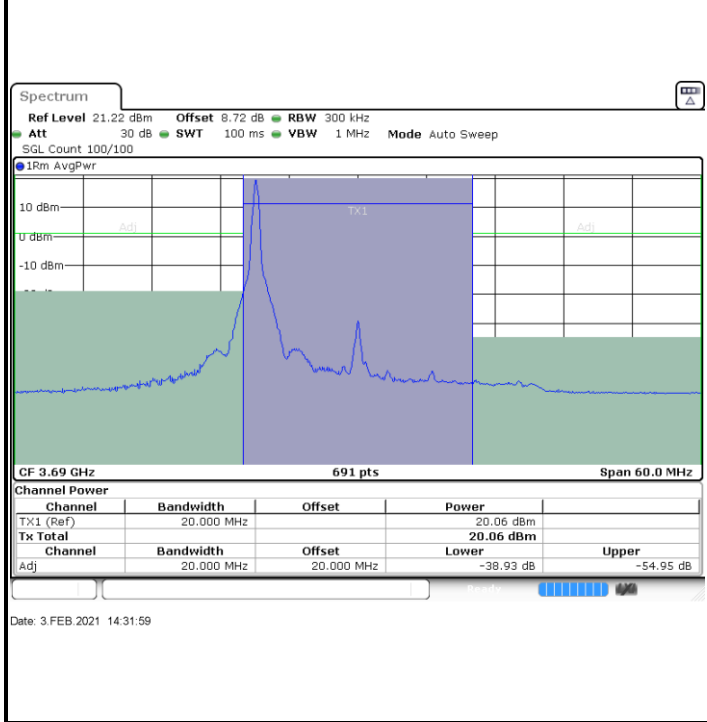 Spectrum
Ref Level 21.22 dBm Offset 8.72 dB RBW 300 kHz
Att 30 dB SWT 100 ms VBW 1 MHz Mode Auto Sweep
SGL Count 100/100
1Rm AvgPwr
10 dBm
TX1
Adj Adj
0 dBm
-10 dBm
CF 3.69 GHz 691 pts Span 60.0 MHz
Channel Power
Channel Bandwidth Offset Power
TX1 (Ref) 20.000 MHz 20.06 dBm
Tx Total 20.06 dBm
Channel Bandwidth Offset Lower Upper
Adj 20.000 MHz 20.000 MHz -38.93 dB -54.95 dB
Ready
Date: 3.FEB.2021 14:31:59